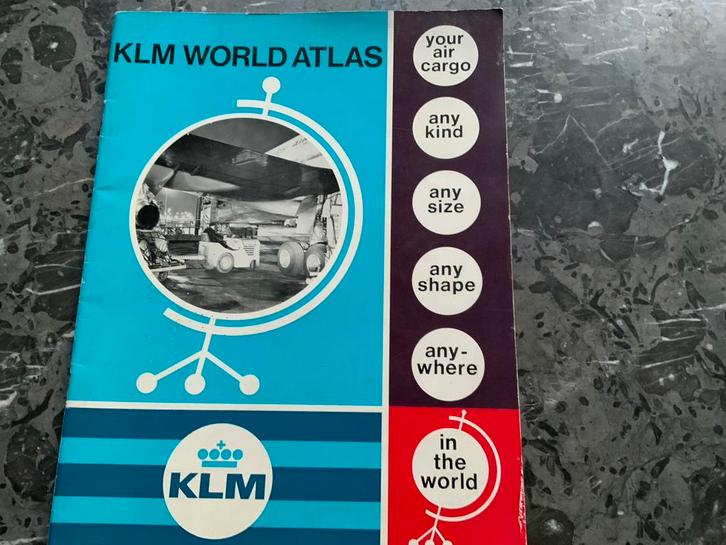 KLM WORLD ATLAS
your
air
cargo
any
kind
any
size
any
shape
any-
where
in
the
world
KLM